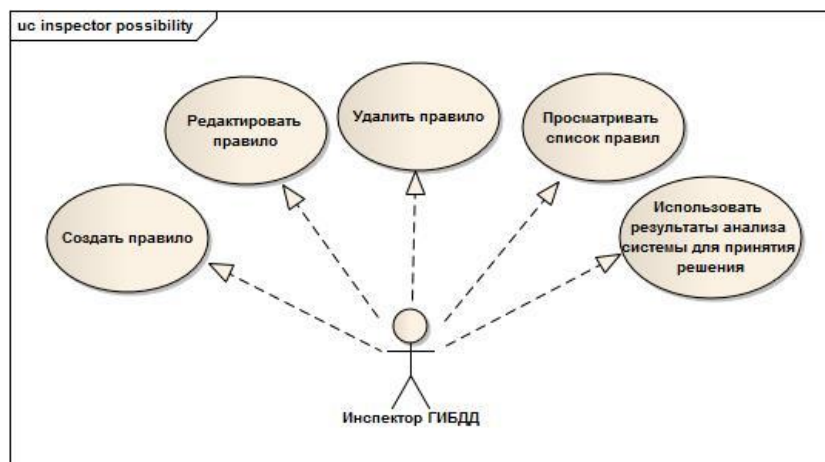 uc inspector possibility
Редактировать
правило
Удалить правило
Просматривать
список правил
Создать правило
Использовать
результаты анализа
системы для принятия
решения
Инспектор ГИБДД